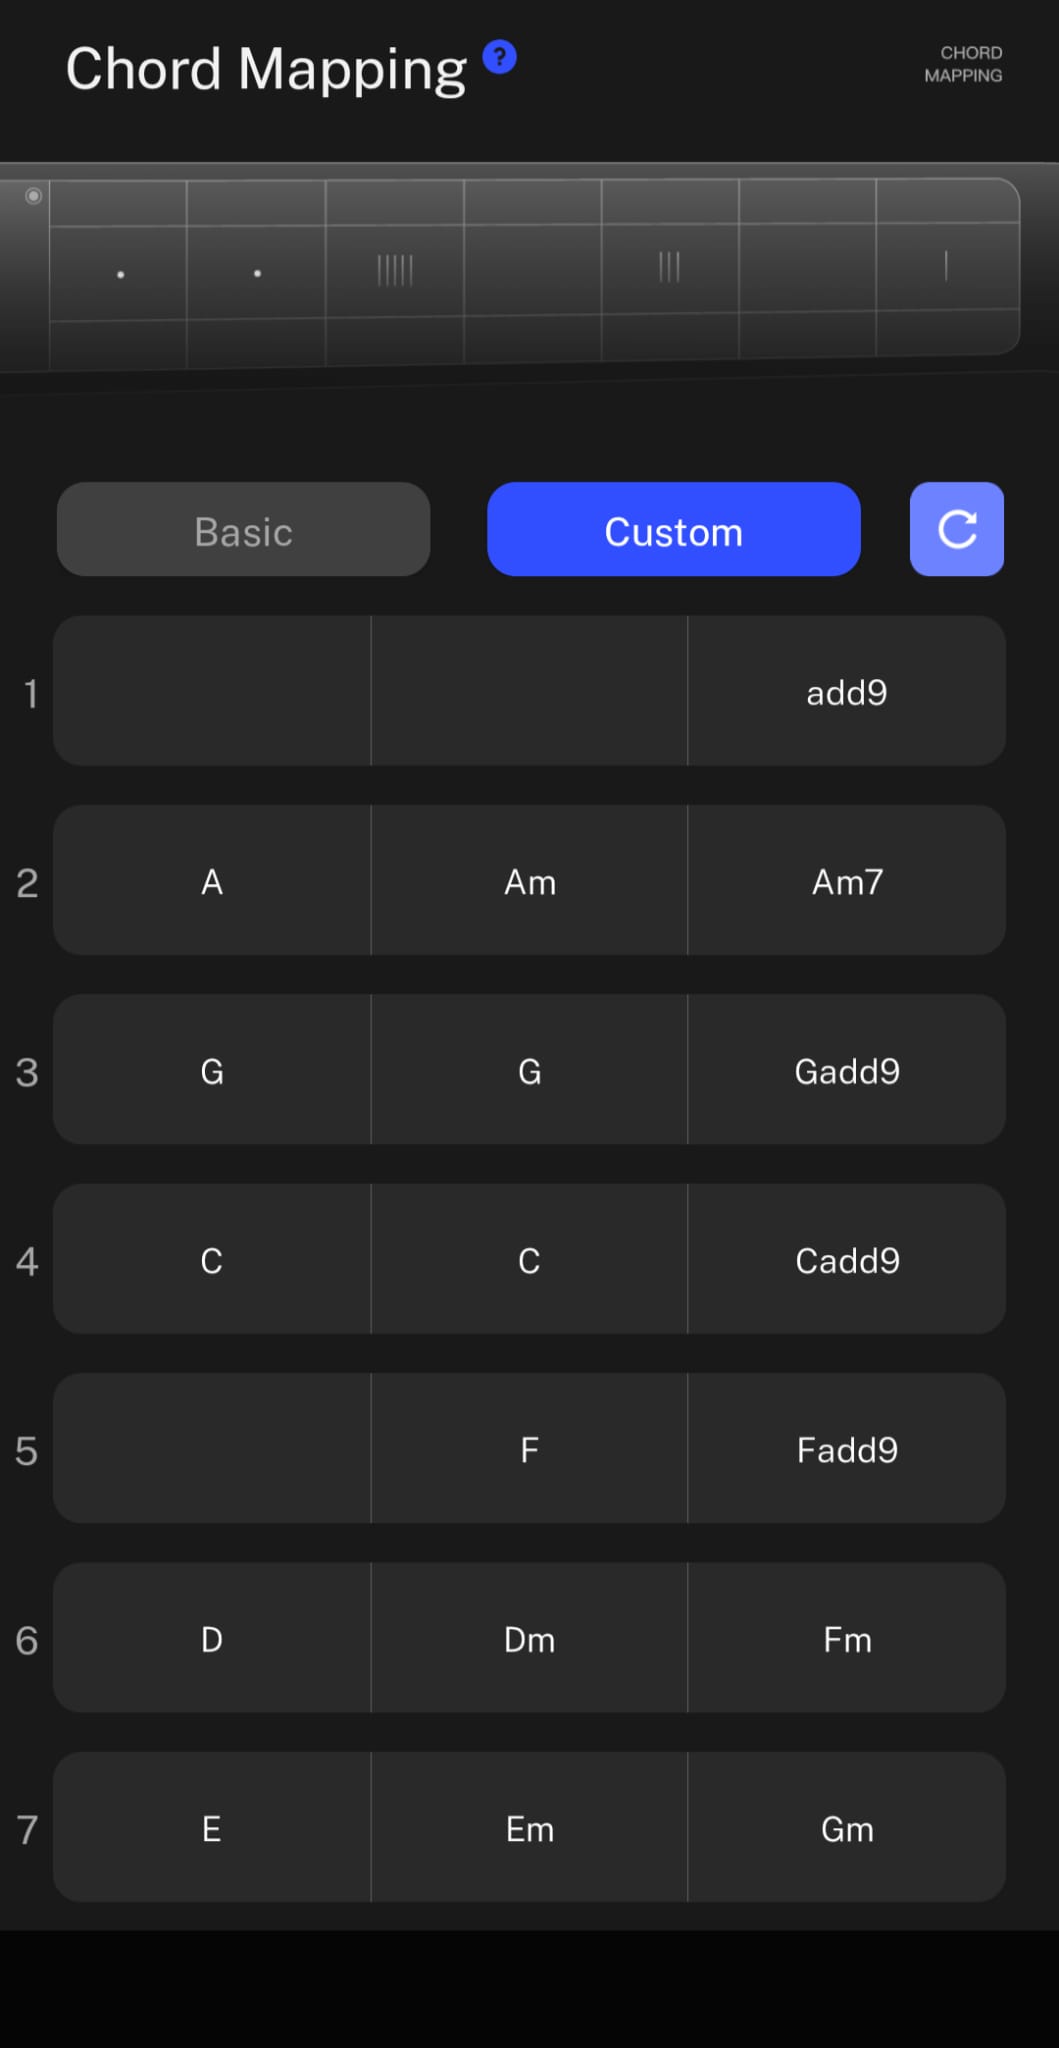 Chord Mapping ?
CHORD
MAPPING
Basic Custom
1 add9
2 A Am Am7
3 G G Gadd9
4 C C Cadd9
5 F Fadd9
6 D Dm Fm
7 E Em Gm